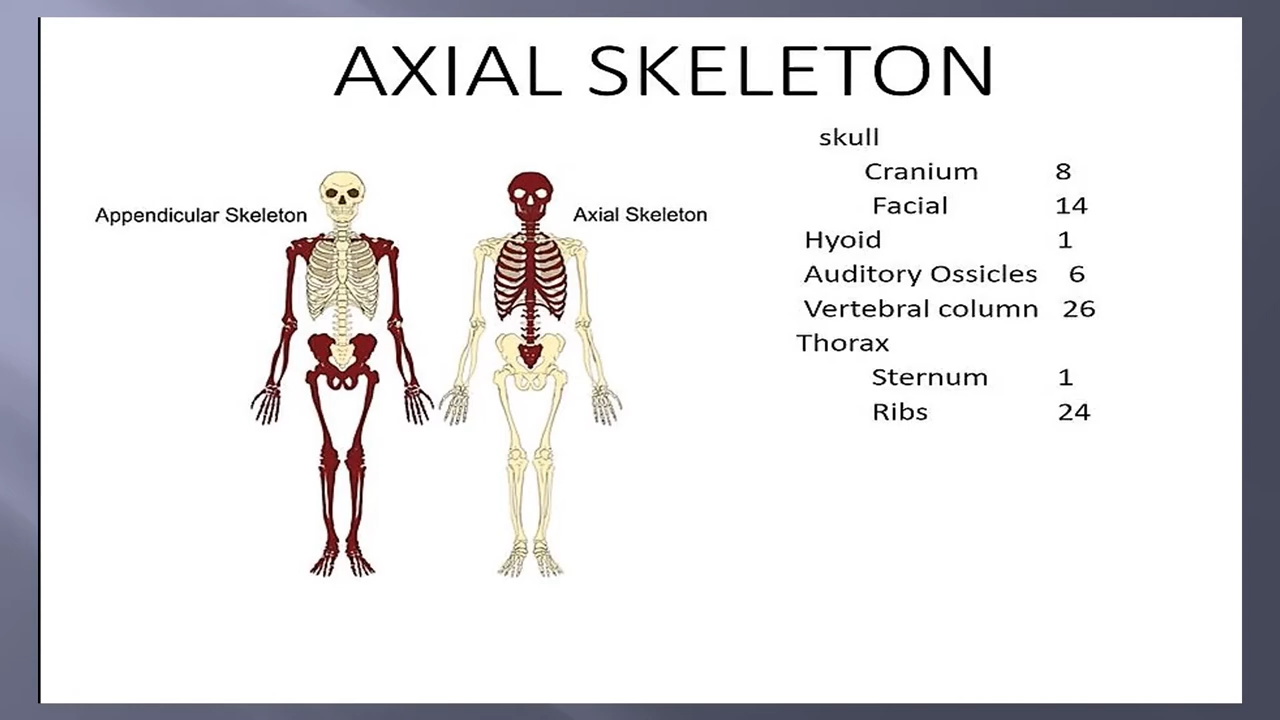 AXIAL SKELETON
Appendicular Skeleton
Axial Skeleton
skull
Cranium 8
Facial 14
Hyoid 1
Auditory Ossicles 6
Vertebral column 26
Thorax
Sternum 1
Ribs 24